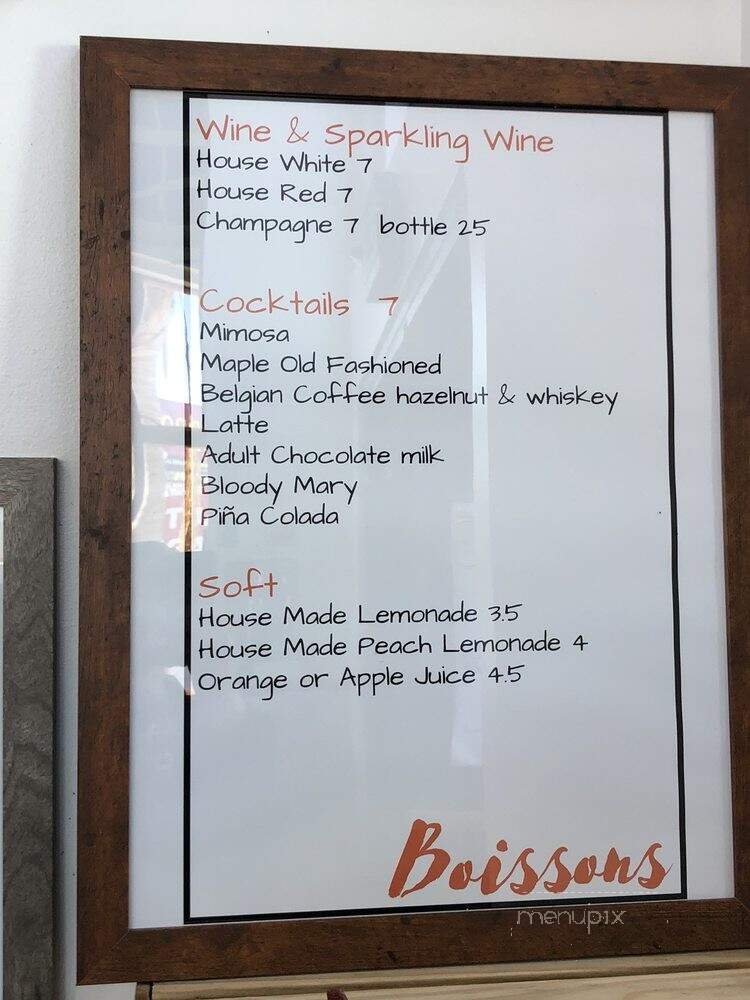 Wine & Sparkling Wine
House White 7
House Red 7
Champagne 7 bottle 25
Cocktails 7
Mimosa
Maple Old Fashioned
Belgian Coffee hazelnut & whiskey
Latte
Adult Chocolate milk
Bloody Mary
Piña Colada
Soft
House Made Lemonade 3.5
House Made Peach Lemonade 4
Orange or Apple Juice 4.5
Boissons
menupix